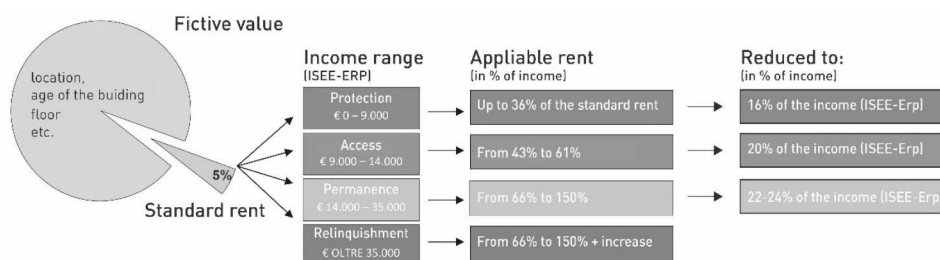 Fictive value
location,
age of the buiding
floor
etc.
5%
Standard rent
Income range
(ISEE-ERP)
Protection
€ 0 – 9.000
Access
€ 9.000 – 14.000
Permanence
€ 14.000 – 35.000
Relinquishment
€ OLTRE 35.000
Appliable rent
(in % of income)
Up to 36% of the standard rent
From 43% to 61%
From 66% to 150%
From 66% to 150% + increase
Reduced to:
(in % of income)
16% of the income (ISEE-Erp)
20% of the income (ISEE-Erp)
22-24% of the income (ISEE-Erp